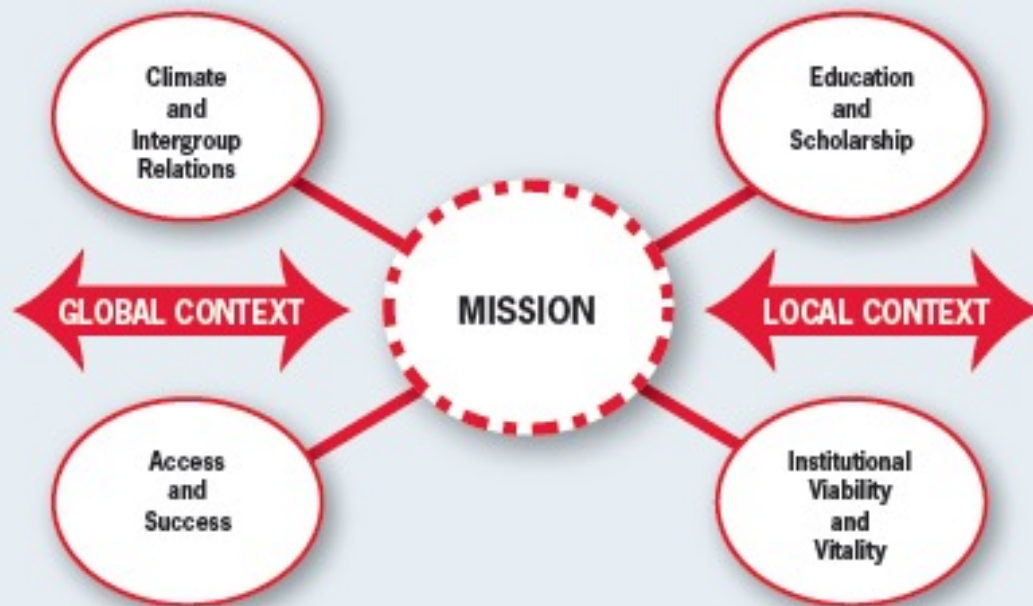 Climate
and
Intergroup
Relations
Education
and
Scholarship
GLOBAL CONTEXT
MISSION
LOCAL CONTEXT
Access
and
Success
Institutional
Viability
and
Vitality